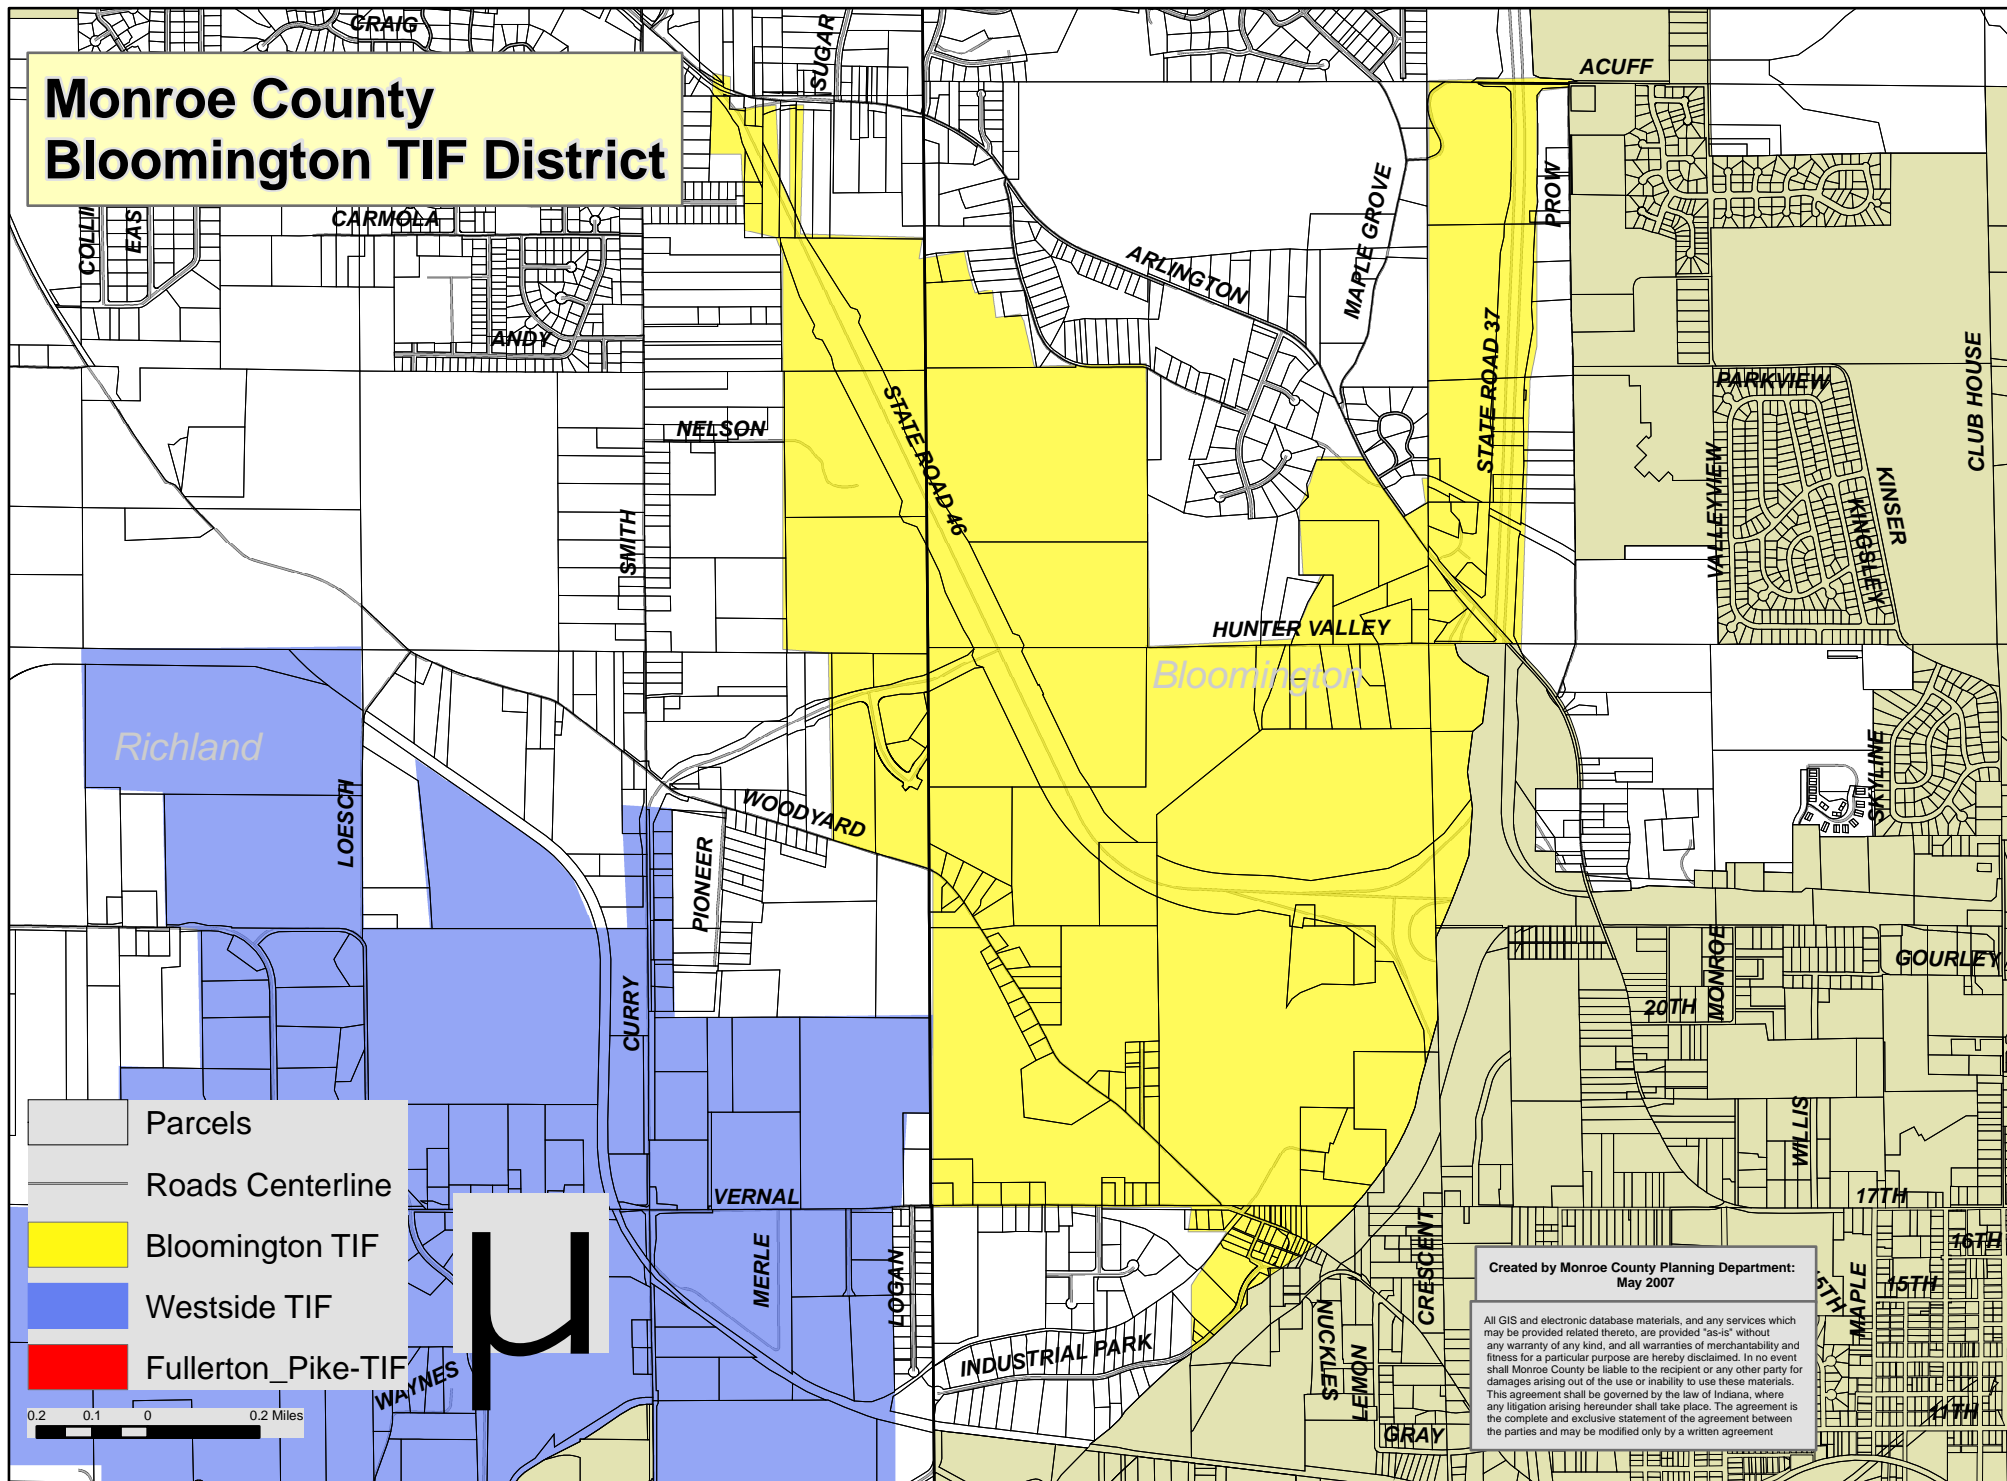 CRAIG
SUGAR
ACUFF
Monroe County
Bloomington TIF District
COLLI
EAS
CARMOLA
ANDY
ARLINGTON
MAPLE GROVE
PROW
STATE ROAD 37
CLUB HOUSE
PARKVIEW
NELSON
STATE ROAD 46
SMITH
VALLEYVIEW
KINSER
KINGSLEY
HUNTER VALLEY
Bloomington
Richland
LOESCH
WOODYARD
PIONEER
SKYLINE
CURRY
MONROE
GOURLEY
20TH
WILLIS
VERNAL
17TH
MERLE
LOGAN
CRESCENT
16TH
15TH
15TH
MAPLE
INDUSTRIAL PARK
NUCKLES
LEMON
GRAY
11TH
WAYNES
Parcels
Roads Centerline
Bloomington TIF
Westside TIF
Fullerton_Pike-TIF
µ
0.2 0.1 0 0.2 Miles
Created by Monroe County Planning Department:
May 2007
All GIS and electronic database materials, and any services which
may be provided related thereto, are provided "as-is" without
any warranty of any kind, and all warranties of merchantability and
fitness for a particular purpose are hereby disclaimed. In no event
shall Monroe County be liable to the recipient or any other party for
damages arising out of the use or inability to use these materials.
This agreement shall be governed by the law of Indiana, where
any litigation arising hereunder shall take place. The agreement is
the complete and exclusive statement of the agreement between
the parties and may be modified only by a written agreement